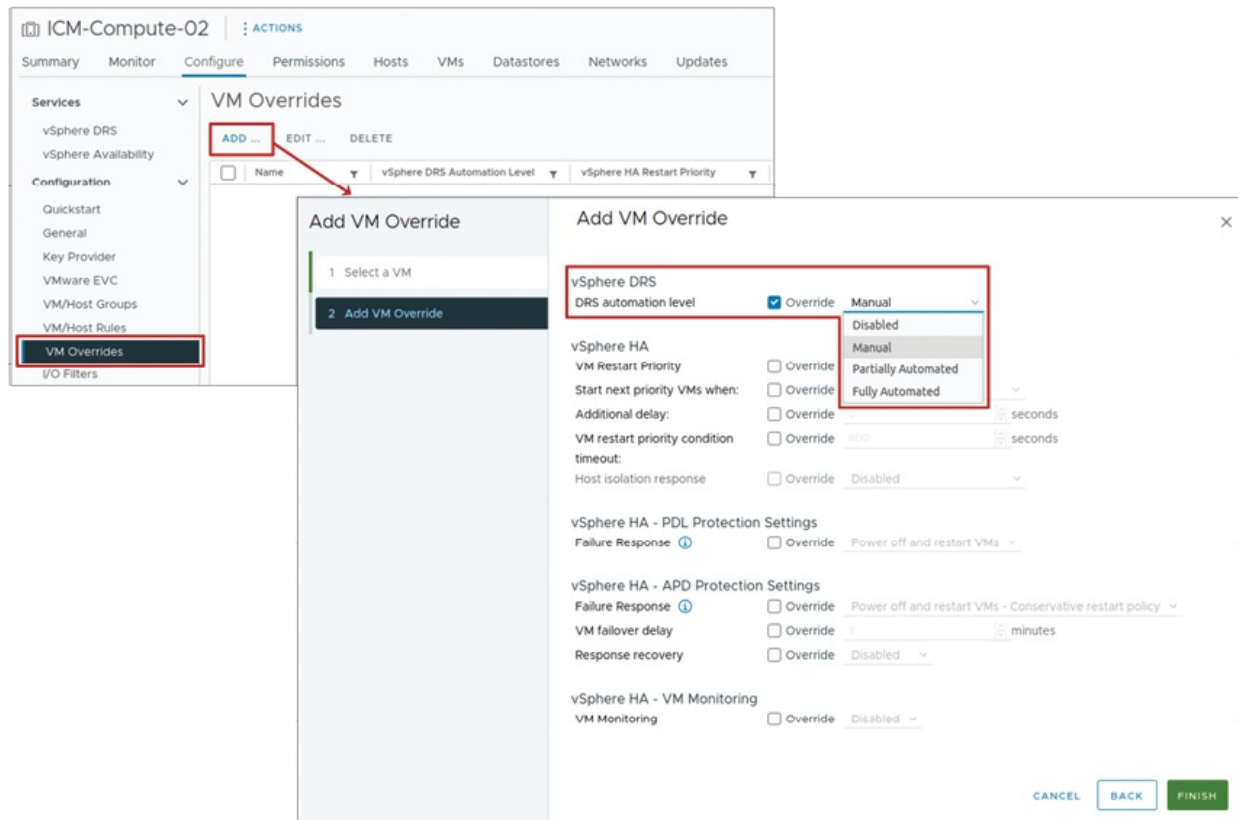 ICM-Compute-02 ACTIONS
Summary Monitor Configure Permissions Hosts VMs Datastores Networks Updates
Services
vSphere DRS
vSphere Availability
Configuration
Quickstart
General
Key Provider
VMware EVC
VM/Host Groups
VM/Host Rules
VM Overrides
I/O Filters
VM Overrides
ADD ... EDIT ... DELETE
Name vSphere DRS Automation Level vSphere HA Restart Priority
Add VM Override
1 Select a VM
2 Add VM Override
Add VM Override
vSphere DRS
DRS automation level Override Manual
Disabled
Manual
Partially Automated
Fully Automated
vSphere HA
VM Restart Priority Override
Start next priority VMs when: Override
Additional delay: Override seconds
VM restart priority condition Override 600 seconds
timeout:
Host isolation response Override Disabled
vSphere HA - PDL Protection Settings
Failure Response Override Power off and restart VMs
vSphere HA - APD Protection Settings
Failure Response Override Power off and restart VMs - Conservative restart policy
VM failover delay Override minutes
Response recovery Override Disabled
vSphere HA - VM Monitoring
VM Monitoring Override Disabled
CANCEL BACK FINISH